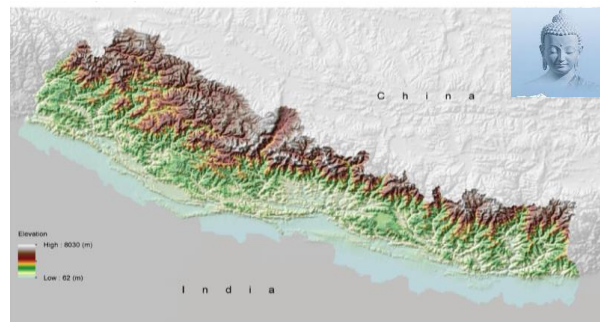 China
Elevation
High : 8030 (m)
Low : 62 (m)
India